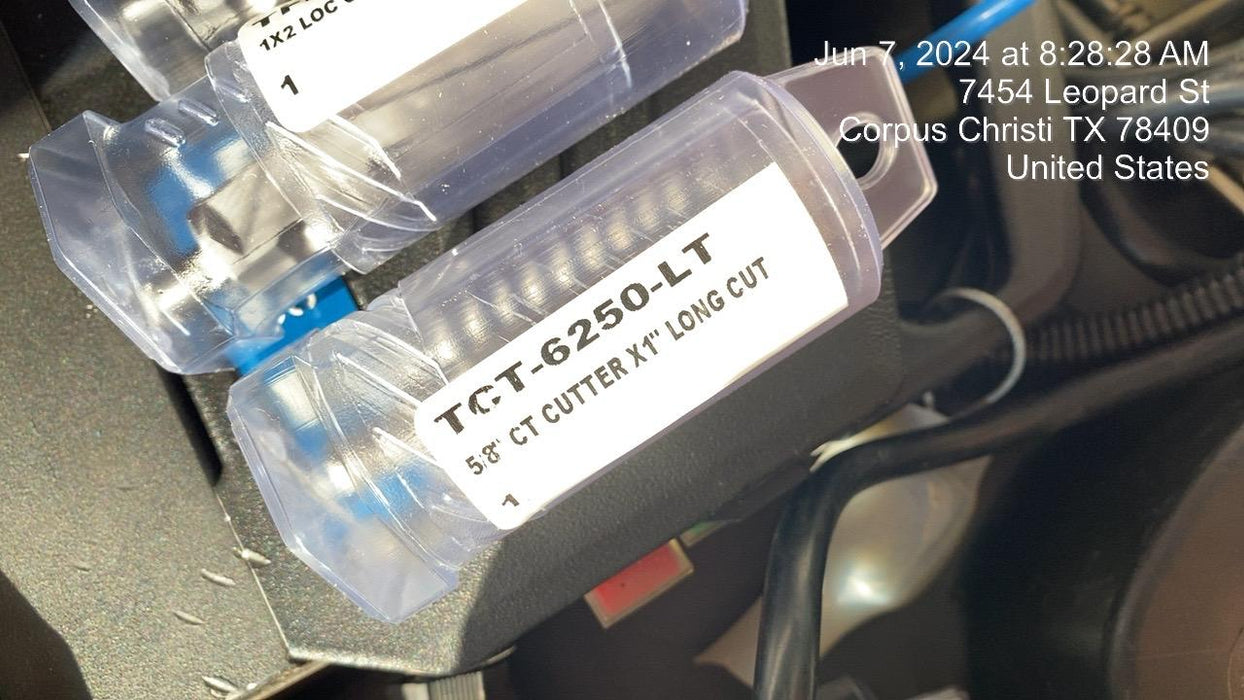 1X2 LOC
1
TCT-6250-LT
5/8" CT CUTTER X 1" LONG CUT
1
Jun 7, 2024 at 8:28:28 AM
7454 Leopard St
Corpus Christi TX 78409
United States